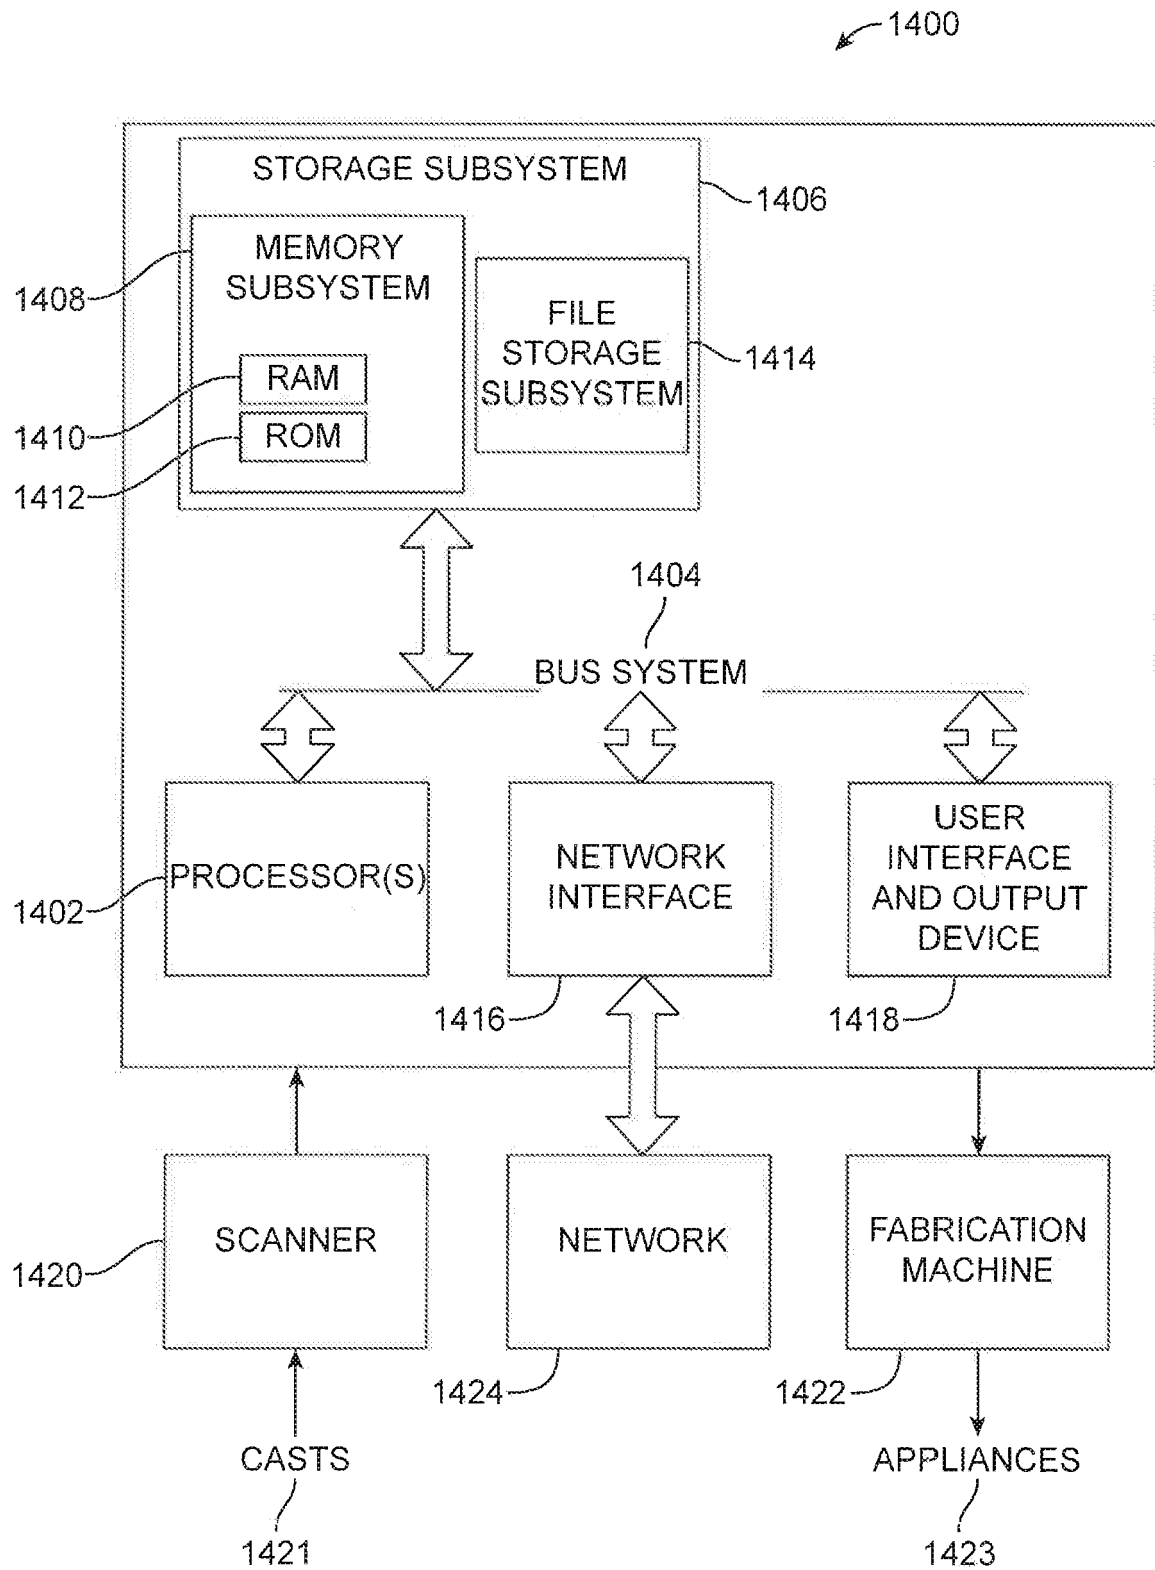 1400
STORAGE SUBSYSTEM
1406
MEMORY
SUBSYSTEM
1408
FILE
STORAGE
SUBSYSTEM
1414
RAM
1410
ROM
1412
1404
BUS SYSTEM
PROCESSOR(S)
1402
NETWORK
INTERFACE
1416
USER
INTERFACE
AND OUTPUT
DEVICE
1418
SCANNER
1420
NETWORK
1424
FABRICATION
MACHINE
1422
CASTS
1421
APPLIANCES
1423